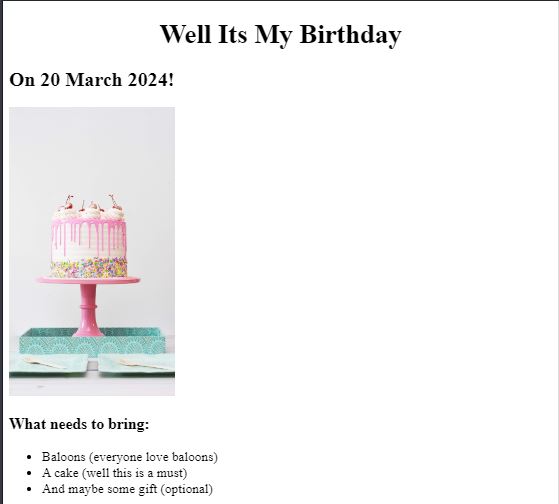 Well Its My Birthday
On 20 March 2024!
What needs to bring:
Baloons (everyone love baloons)
A cake (well this is a must)
And maybe some gift (optional)